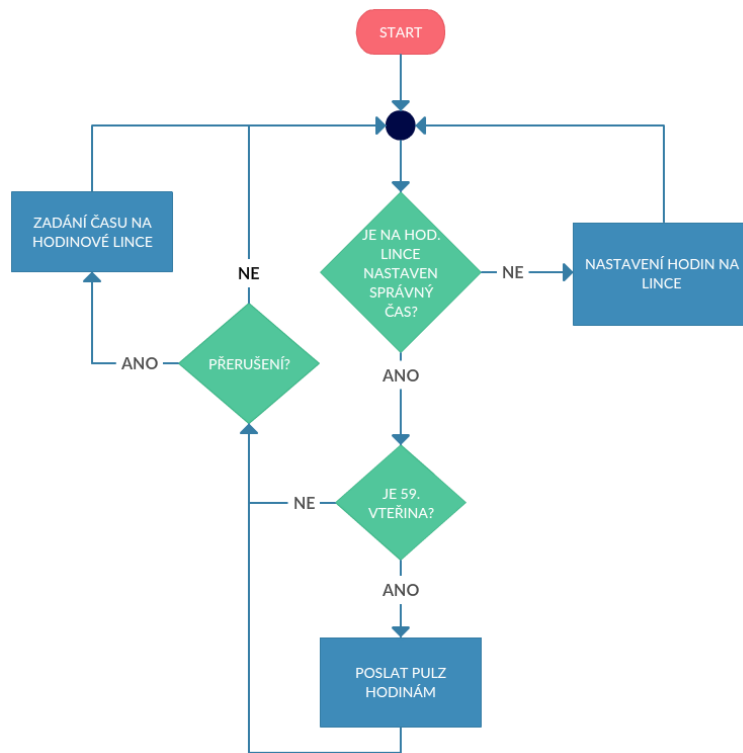 START
ZADÁNÍ ČASU NA
HODINOVÉ LINCE
JE NA HOD.
LINCE
NASTAVEN
SPRÁVNÝ
ČAS?
NE
NASTAVENÍ HODIN NA
LINCE
NE
ANO
PŘERUŠENÍ?
ANO
NE
JE 59.
VTEŘINA?
ANO
POSLAT PULZ
HODINÁM